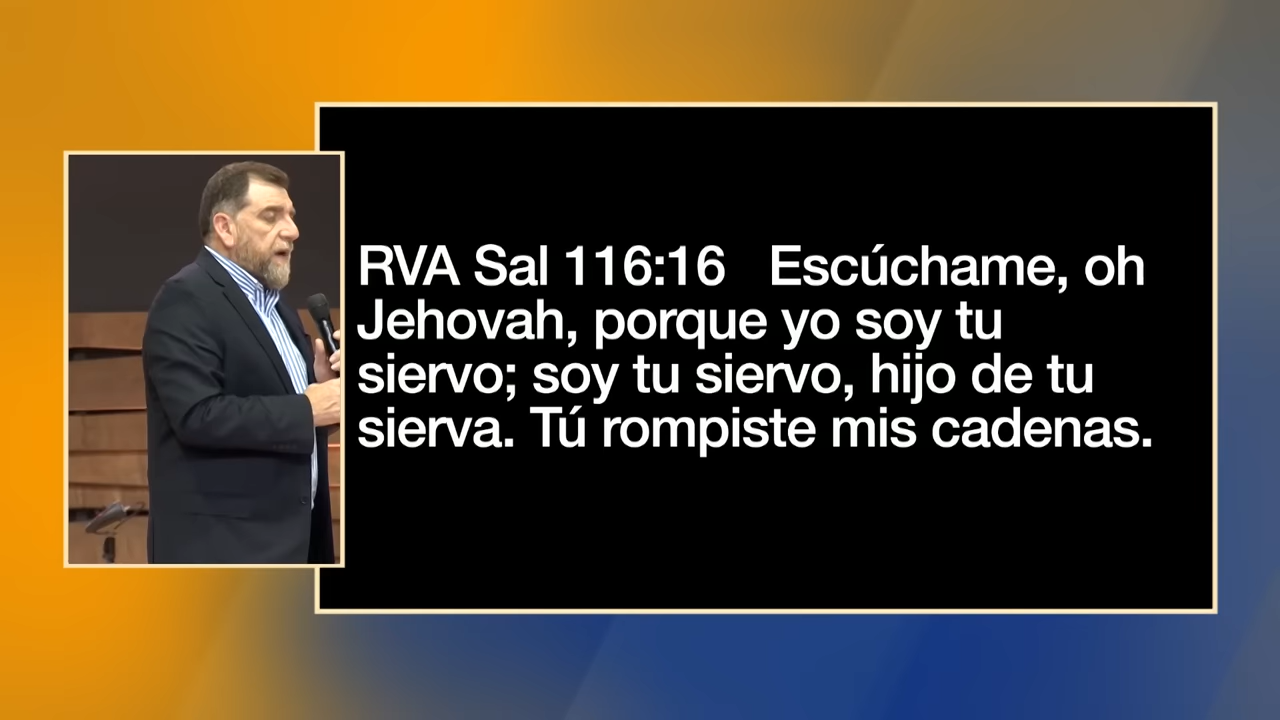 RVA Sal 116:16 Escúchame, oh
Jehovah, porque yo soy tu
siervo; soy tu siervo, hijo de tu
sierva. Tú rompiste mis cadenas.